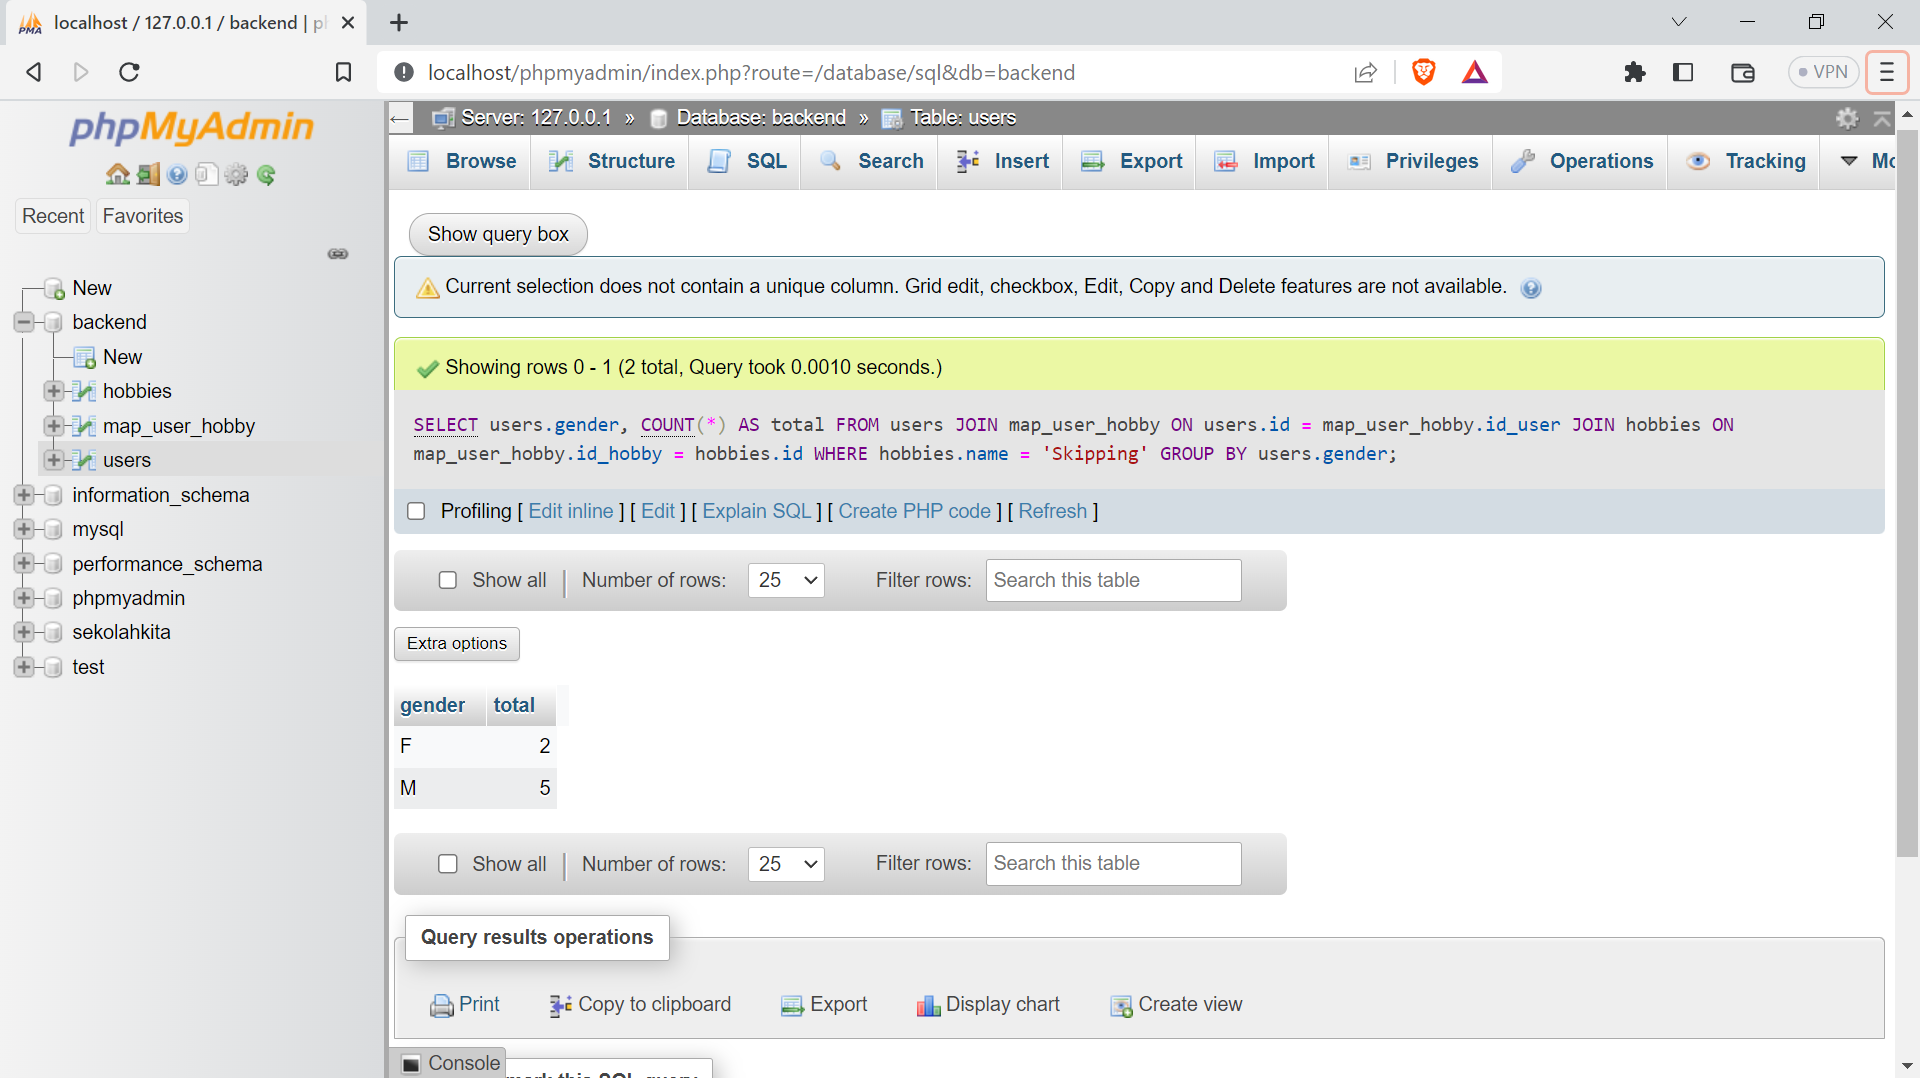 localhost / 127.0.0.1 / backend | p
localhost/phpmyadmin/index.php?route=/database/sql&db=backend
VPN
phpMyAdmin
Recent Favorites
New
backend
New
hobbies
map_user_hobby
users
information_schema
mysql
performance_schema
phpmyadmin
sekolahkita
test
Server: 127.0.0.1 » Database: backend » Table: users
Browse Structure SQL Search Insert Export Import Privileges Operations Tracking Mo
Show query box
Current selection does not contain a unique column. Grid edit, checkbox, Edit, Copy and Delete features are not available.
Showing rows 0 - 1 (2 total, Query took 0.0010 seconds.)
SELECT users.gender, COUNT(*) AS total FROM users JOIN map_user_hobby ON users.id = map_user_hobby.id_user JOIN hobbies ON
map_user_hobby.id_hobby = hobbies.id WHERE hobbies.name = 'Skipping' GROUP BY users.gender;
Profiling [ Edit inline ] [ Edit ] [ Explain SQL ] [ Create PHP code ] [ Refresh ]
Show all | Number of rows: 25 Filter rows: Search this table
Extra options
gender total
F 2
M 5
Show all | Number of rows: 25 Filter rows: Search this table
Query results operations
Print Copy to clipboard Export Display chart Create view
Console